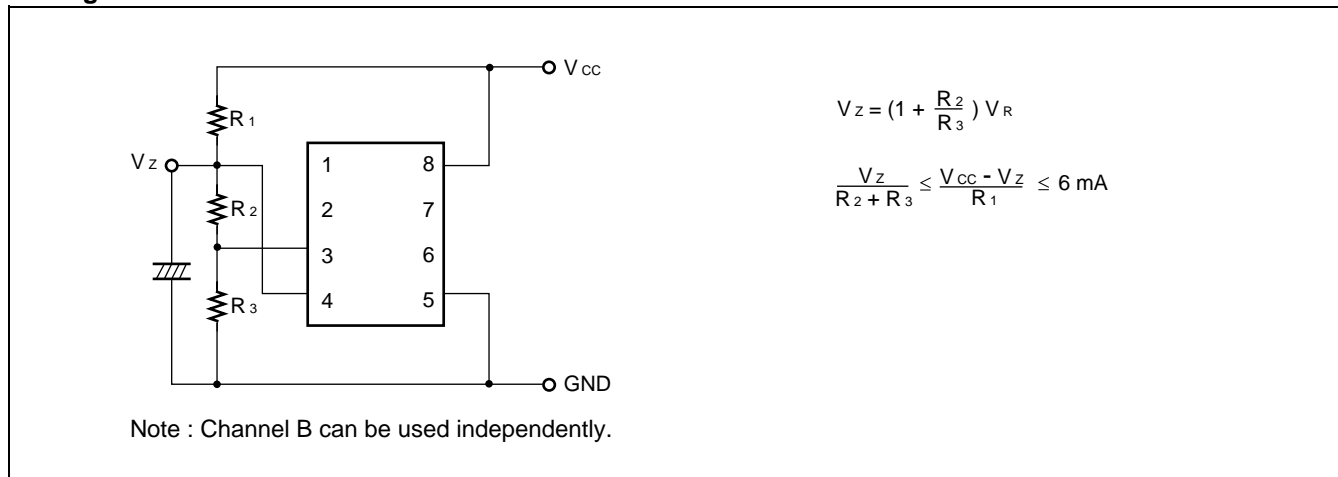 V CC
R 1
V Z = (1 + R 2 / R 3 ) V R
V Z
1 8
V Z / R 2 + R 3 ≤ V CC - V Z / R 1 ≤ 6 mA
R 2
2 7
3 6
R 3
4 5
GND
Note : Channel B can be used independently.